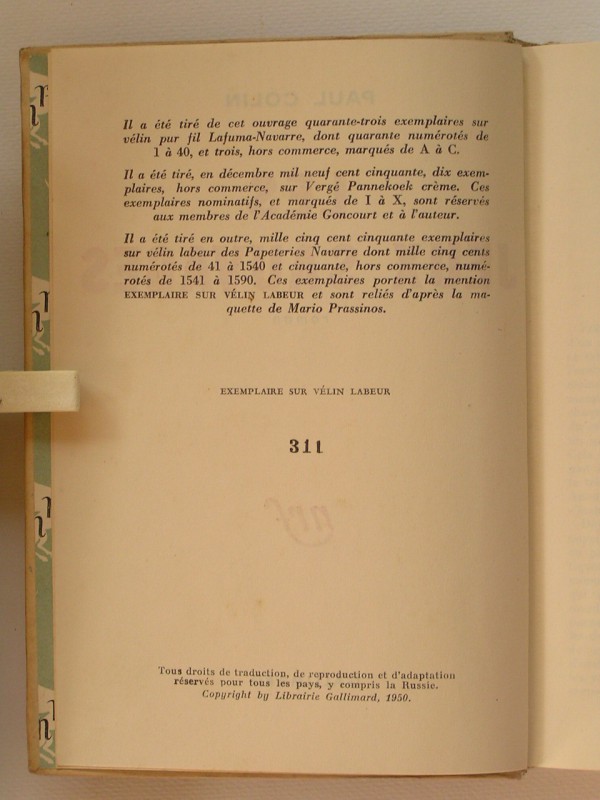 Il a été tiré de cet ouvrage quarante-trois exemplaires sur
vélin pur fil Lafuma-Navarre, dont quarante numérotés de
1 à 40, et trois, hors commerce, marqués de A à C.
Il a été tiré, en décembre mil neuf cent cinquante, dix exem-
plaires, hors commerce, sur Vergé Pannekoek crème. Ces
exemplaires nominatifs, et marqués de I à X, sont réservés
aux membres de l'Académie Goncourt et à l'auteur.
Il a été tiré en outre, mille cinq cent cinquante exemplaires
sur vélin labeur des Papeteries Navarre dont mille cinq cents
numérotés de 41 à 1540 et cinquante, hors commerce, numé-
rotés de 1541 à 1590. Ces exemplaires portent la mention
EXEMPLAIRE SUR VÉLIN LABEUR et sont reliés d'après la ma-
quette de Mario Prassinos.
EXEMPLAIRE SUR VÉLIN LABEUR
311
Tous droits de traduction, de reproduction et d'adaptation
réservés pour tous les pays, y compris la Russie.
Copyright by Librairie Gallimard, 1950.